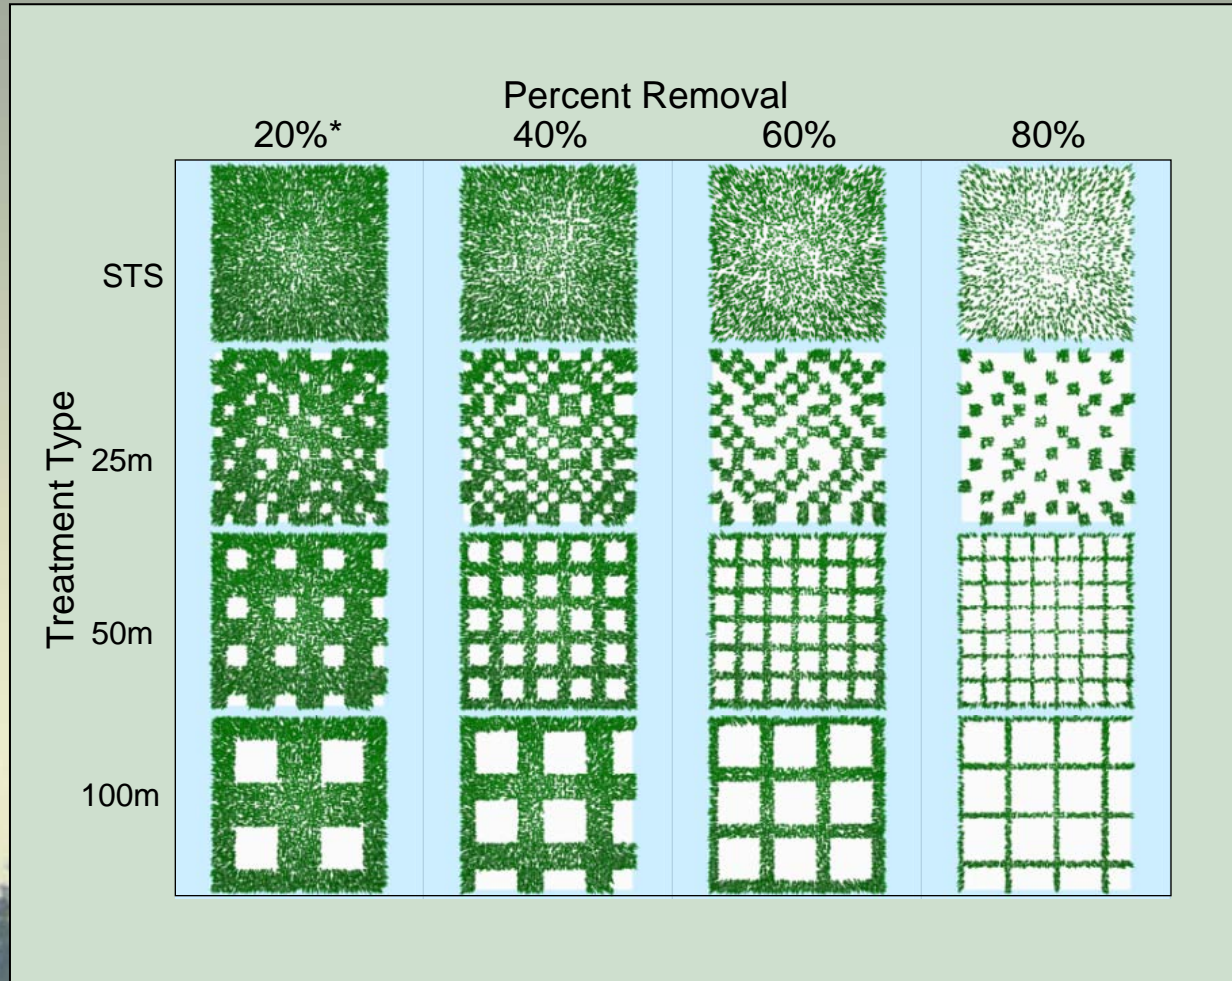 Percent Removal
20%* 40% 60% 80%
Treatment Type
STS
25m
50m
100m